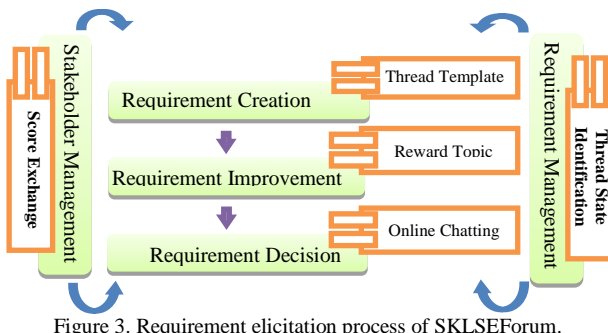 Stakeholder Management
Score Exchange
Requirement Creation
Thread Template
Requirement Improvement
Reward Topic
Requirement Decision
Online Chatting
Requirement Management
Thread State
Identification
Figure 3. Requirement elicitation process of SKLSEForum.